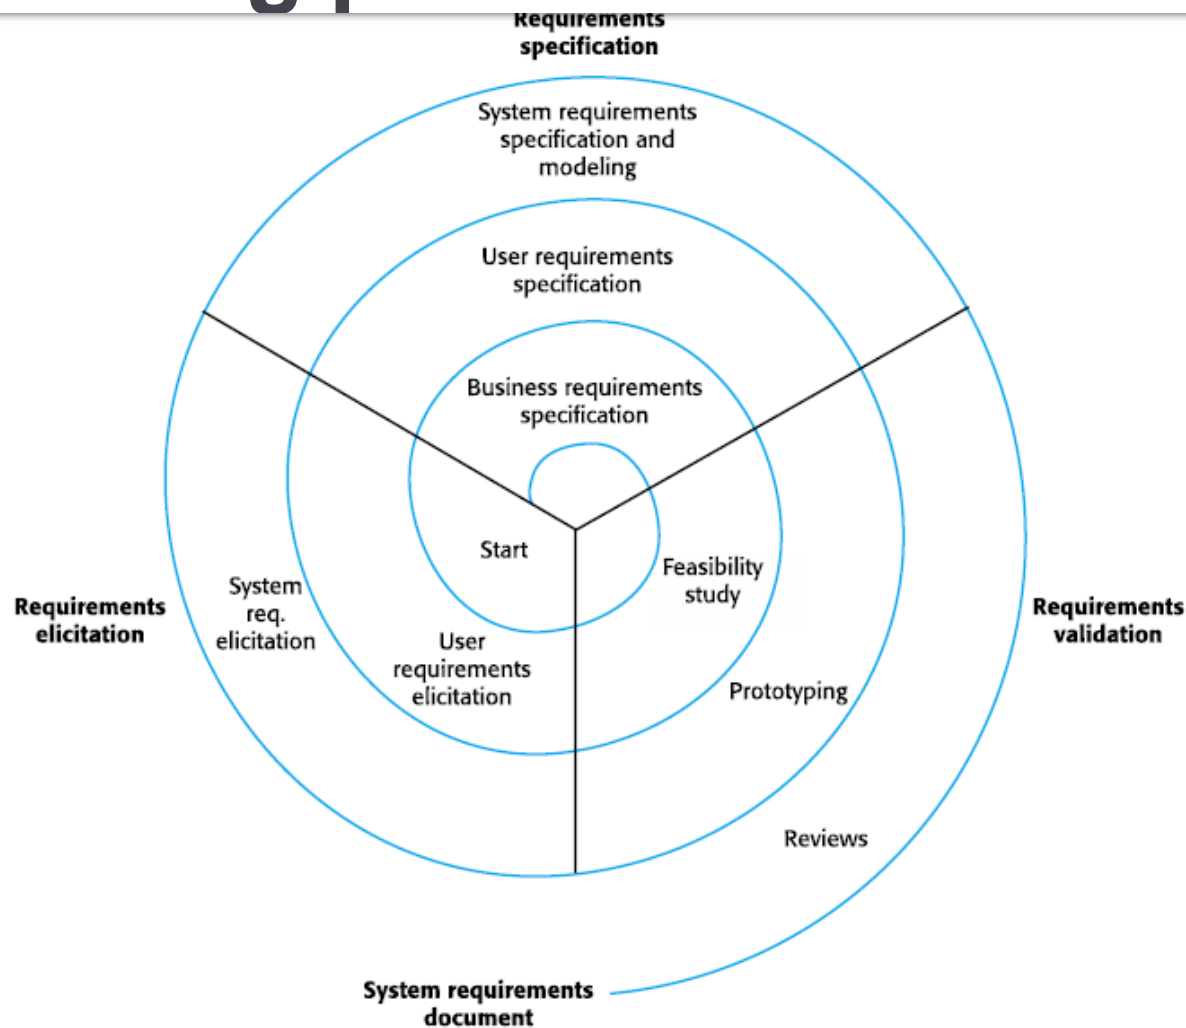 Requirements
specification
System requirements
specification and
modeling
User requirements
specification
Business requirements
specification
Start
Feasibility
study
System
req.
elicitation
Requirements
elicitation
Requirements
validation
User
requirements
elicitation
Prototyping
Reviews
System requirements
document